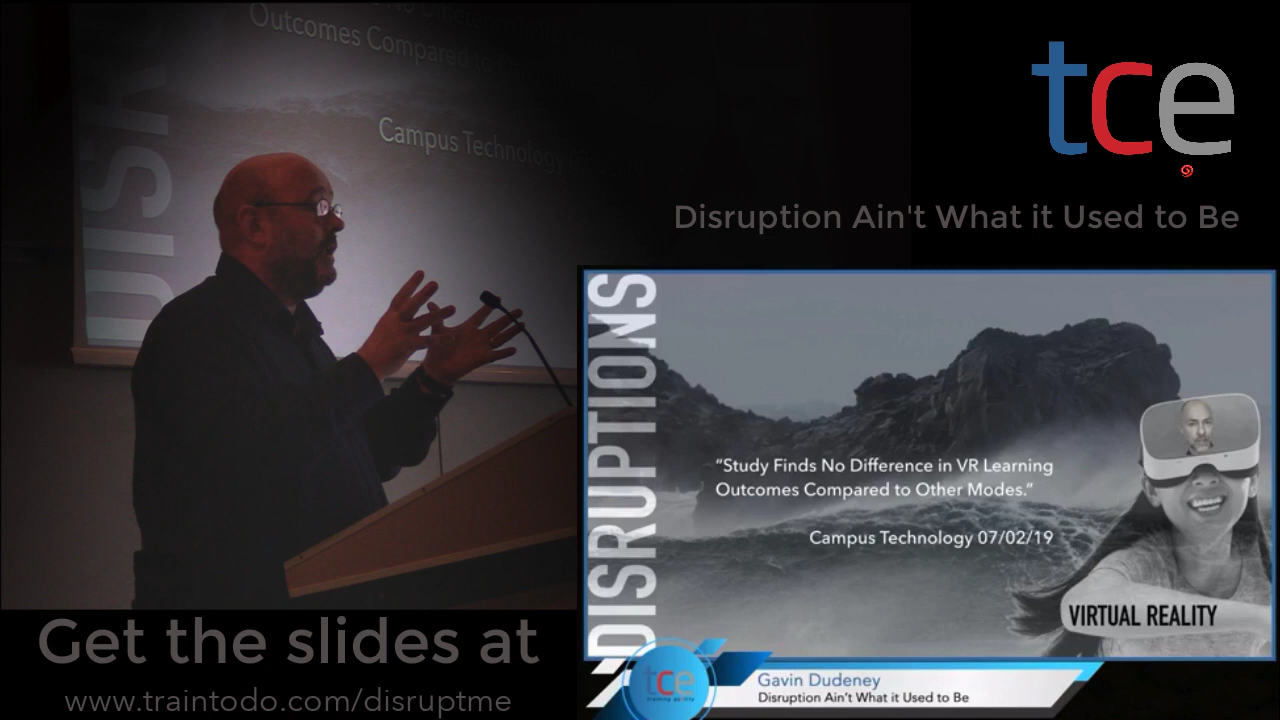 Outcomes Compared to
Campus Technology
DISR
tce
Disruption Ain't What it Used to Be
DISRUPTIONS
“Study Finds No Difference in VR Learning
Outcomes Compared to Other Modes.”
Campus Technology 07/02/19
VIRTUAL REALITY
Get the slides at
www.traintodo.com/disruptme
tce
Gavin Dudeney
Disruption Ain't What it Used to Be